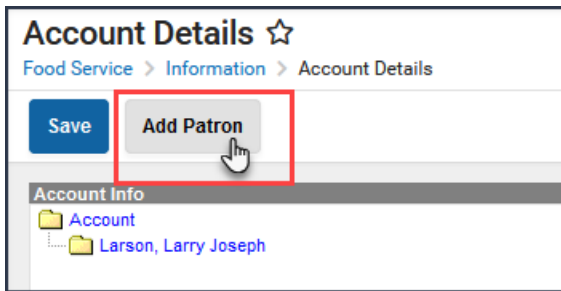 Account Details
Food Service > Information > Account Details
Save Add Patron
Account Info
Account
Larson, Larry Joseph